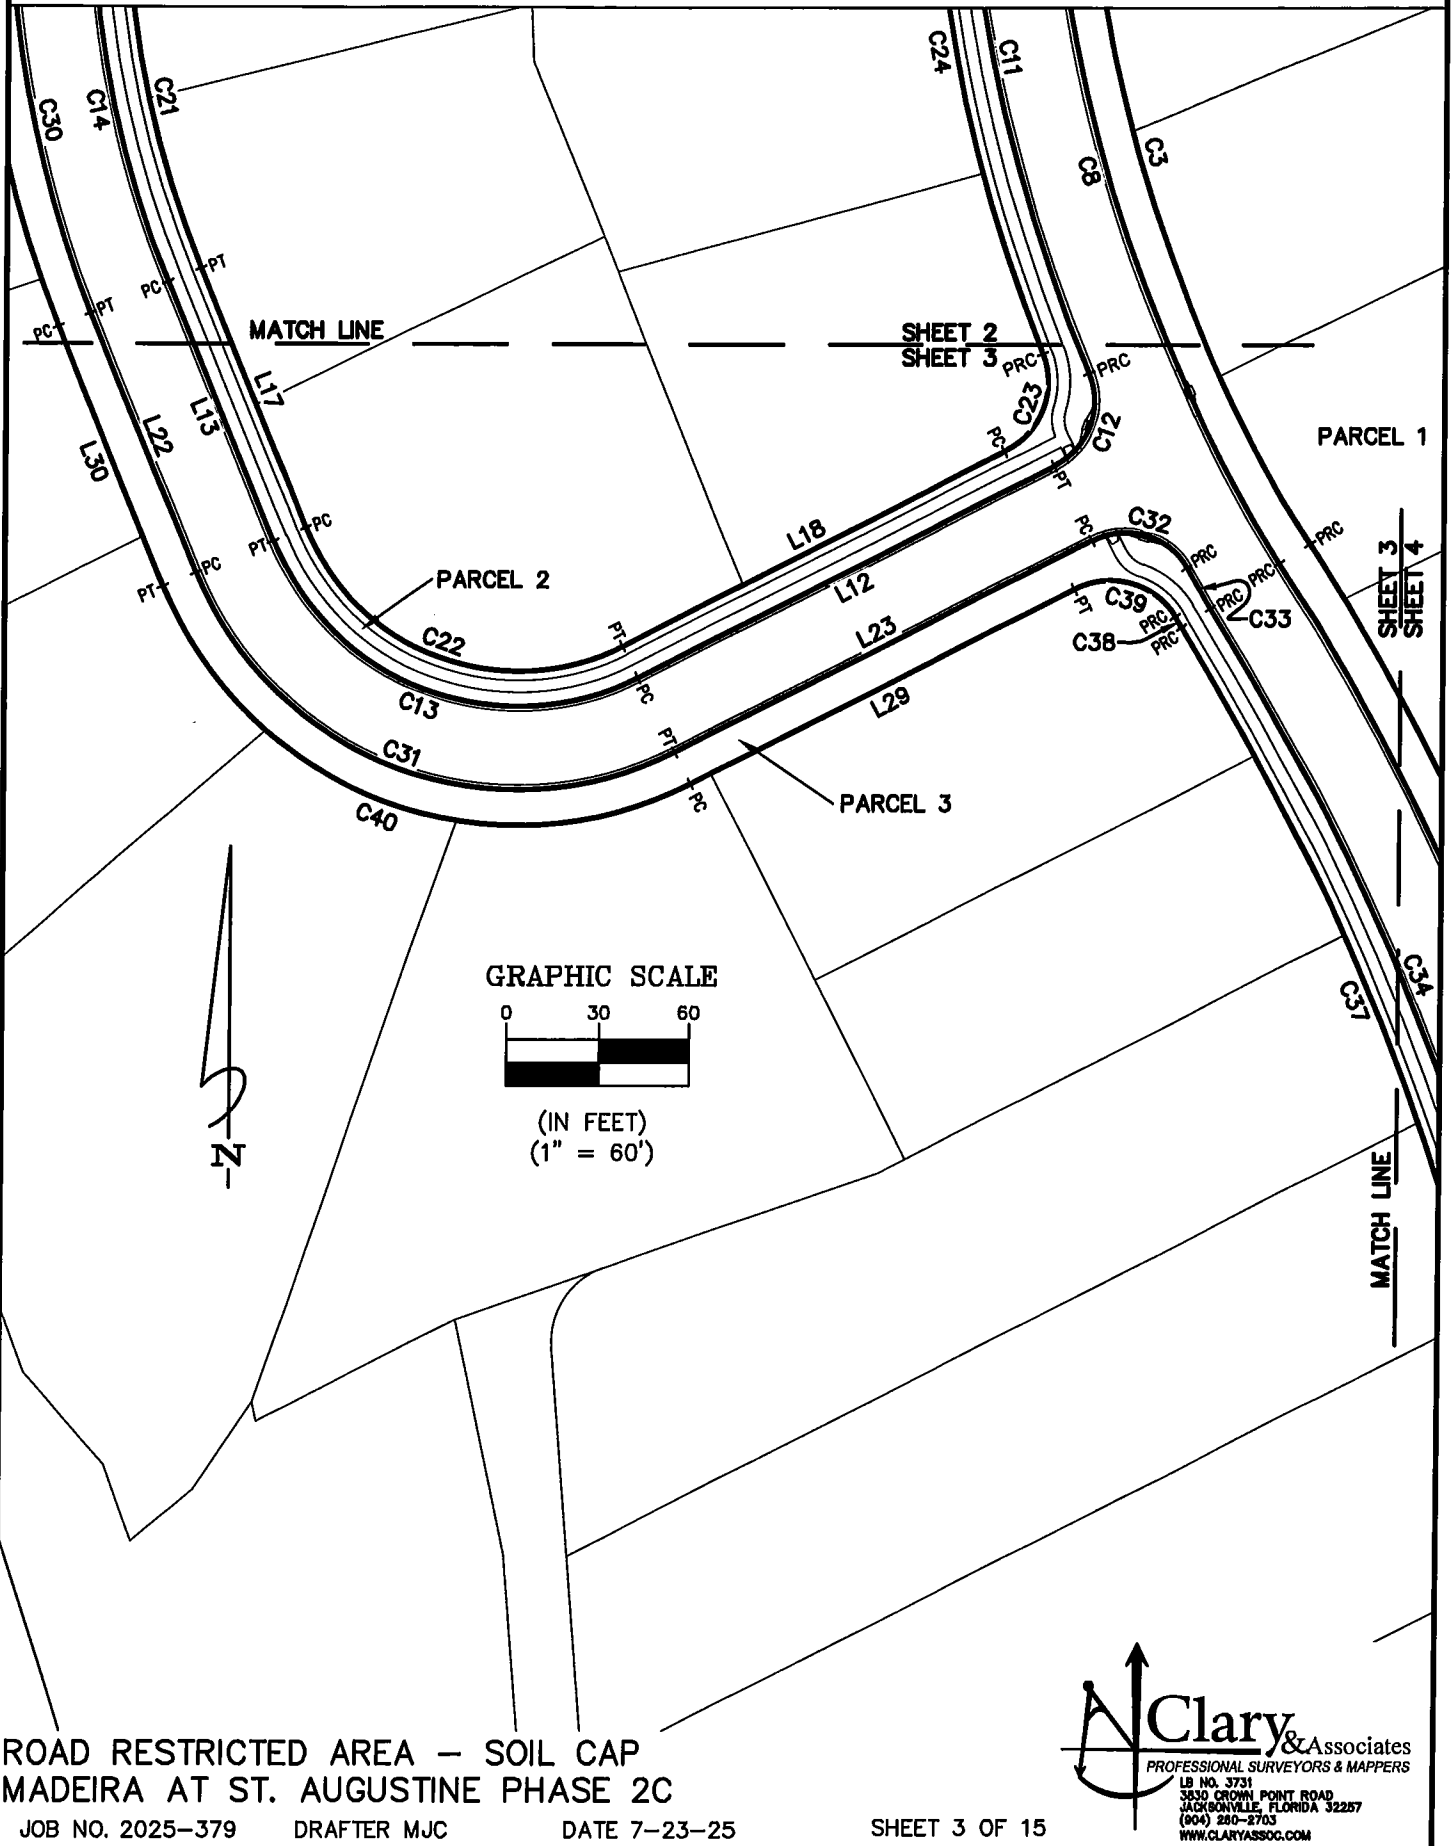 C30
C14
C21
C24
C11
C8
C3
PC
PT
PC
PT
MATCH LINE
SHEET 2
SHEET 3
PRC
PRC
L17
L13
L22
L30
C23
C12
PC
PT
PARCEL 1
PC
PT
PT
PC
L18
PC
C32
PRC
PRC
PRC
SHEET 3
SHEET 4
PARCEL 2
L12
PT
C39
PRC
PRC
C33
C38
PRC
C22
PT
L23
C13
PC
L29
PT
C31
PC
PARCEL 3
C40
C34
C37
GRAPHIC SCALE
0 30 60
(IN FEET)
(1" = 60')
N
MATCH LINE
ROAD RESTRICTED AREA – SOIL CAP
MADEIRA AT ST. AUGUSTINE PHASE 2C
JOB NO. 2025–379 DRAFTER MJC DATE 7–23–25 SHEET 3 OF 15
Clary
& Associates
PROFESSIONAL SURVEYORS & MAPPERS
LB NO. 3731
3830 CROWN POINT ROAD
JACKSONVILLE, FLORIDA 32257
(904) 260–2703
WWW.CLARYASSOC.COM